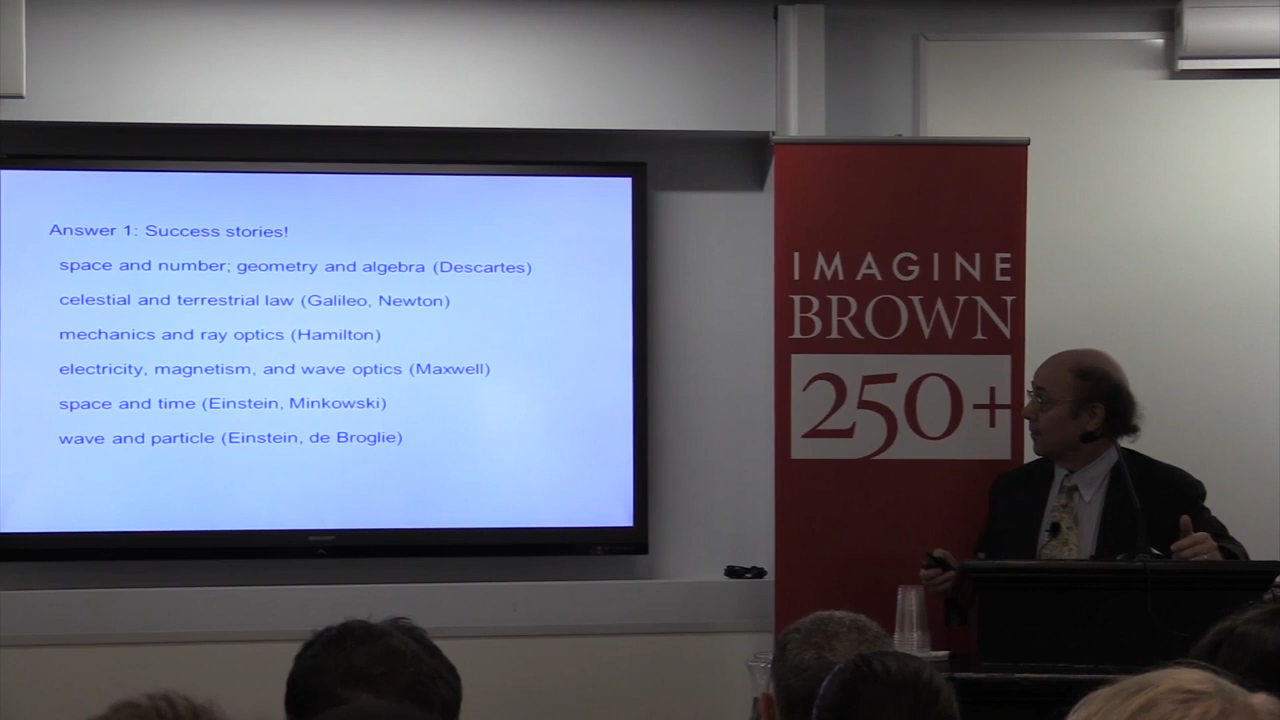 Answer 1: Success stories!
space and number; geometry and algebra (Descartes)
celestial and terrestrial law (Galileo, Newton)
mechanics and ray optics (Hamilton)
electricity, magnetism, and wave optics (Maxwell)
space and time (Einstein, Minkowski)
wave and particle (Einstein, de Broglie)
IMAGINE
BROWN
250+
SHARP